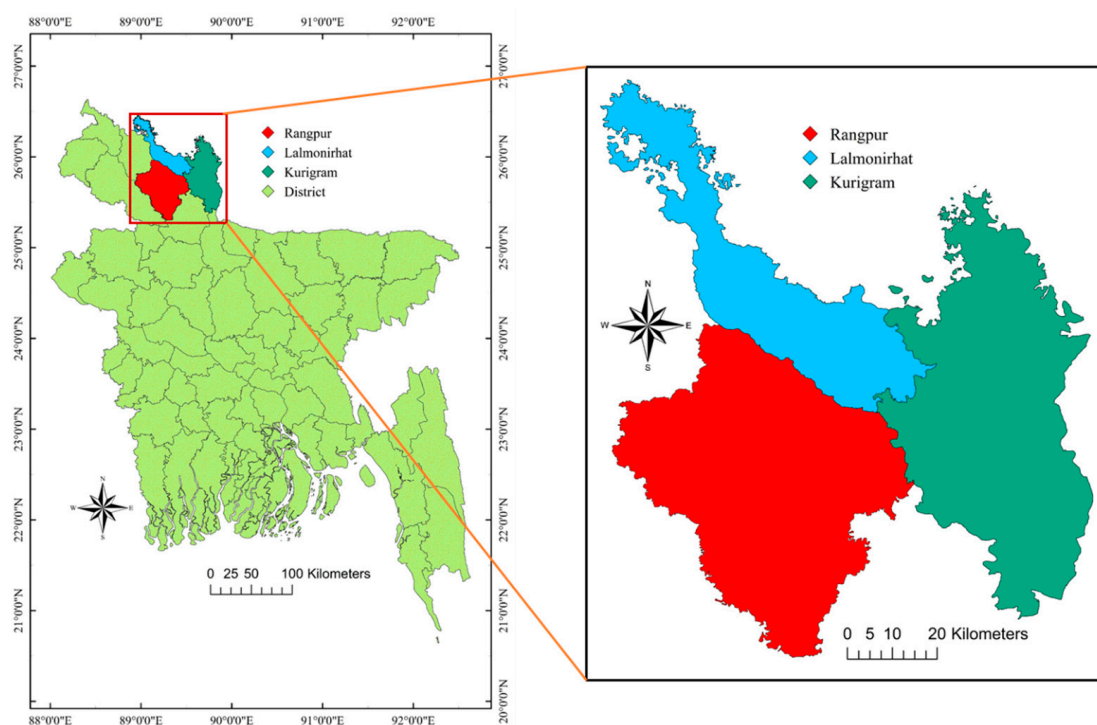 88°0'0"E 89°0'0"E 90°0'0"E 91°0'0"E 92°0'0"E
27°0'0"N
26°0'0"N
25°0'0"N
24°0'0"N
23°0'0"N
22°0'0"N
21°0'0"N
Rangpur
Lalmonirhat
Kurigram
District
N
W E
S
0 25 50 100 Kilometers
27°0'0"N
26°0'0"N
25°0'0"N
24°0'0"N
23°0'0"N
22°0'0"N
21°0'0"N
20°0'0"N
88°0'0"E 89°0'0"E 90°0'0"E 91°0'0"E 92°0'0"E
Rangpur
Lalmonirhat
Kurigram
N
W E
S
0 5 10 20 Kilometers